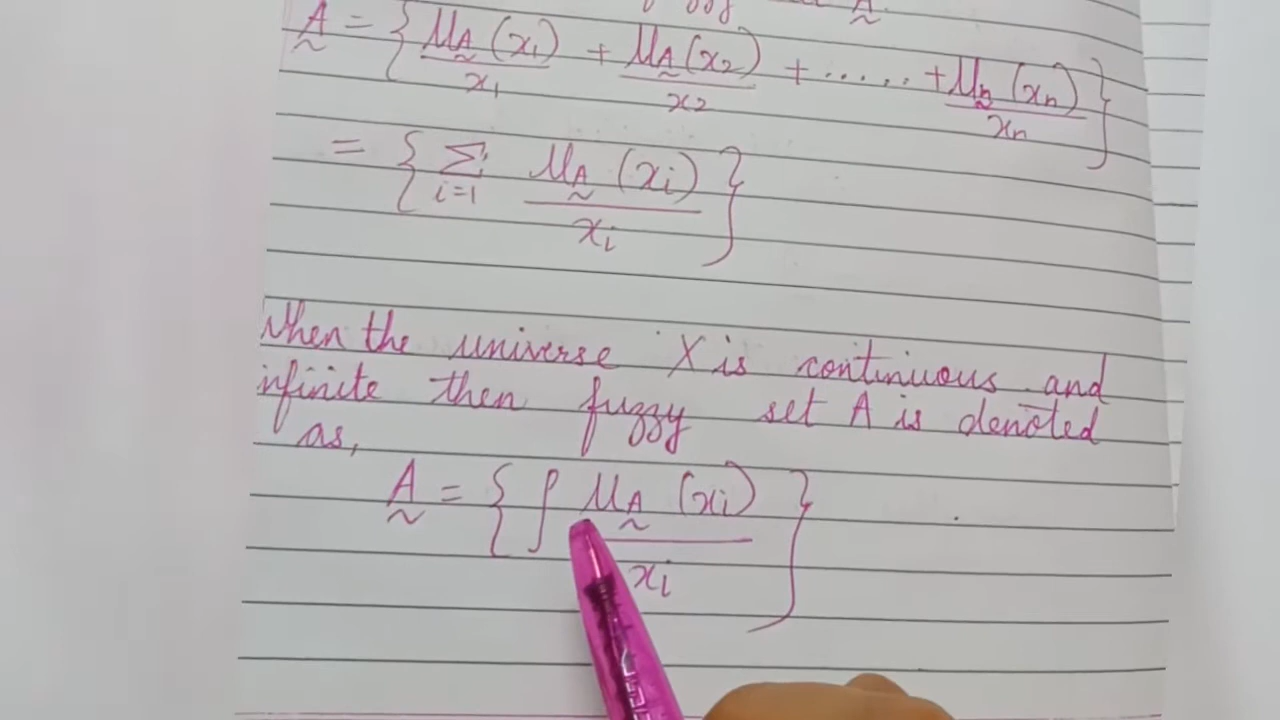 A̰ = { μA̰(x₁)/x₁ + μA̰(x₂)/x₂ + ...... + μn̰(xₙ)/xₙ }
= { Σ i=1 μA̰(xi)/xi }
When the universe X is continuous and
infinite then fuzzy set A is denoted
as,
A̰ = { ∫ μA̰(xi)/xi }